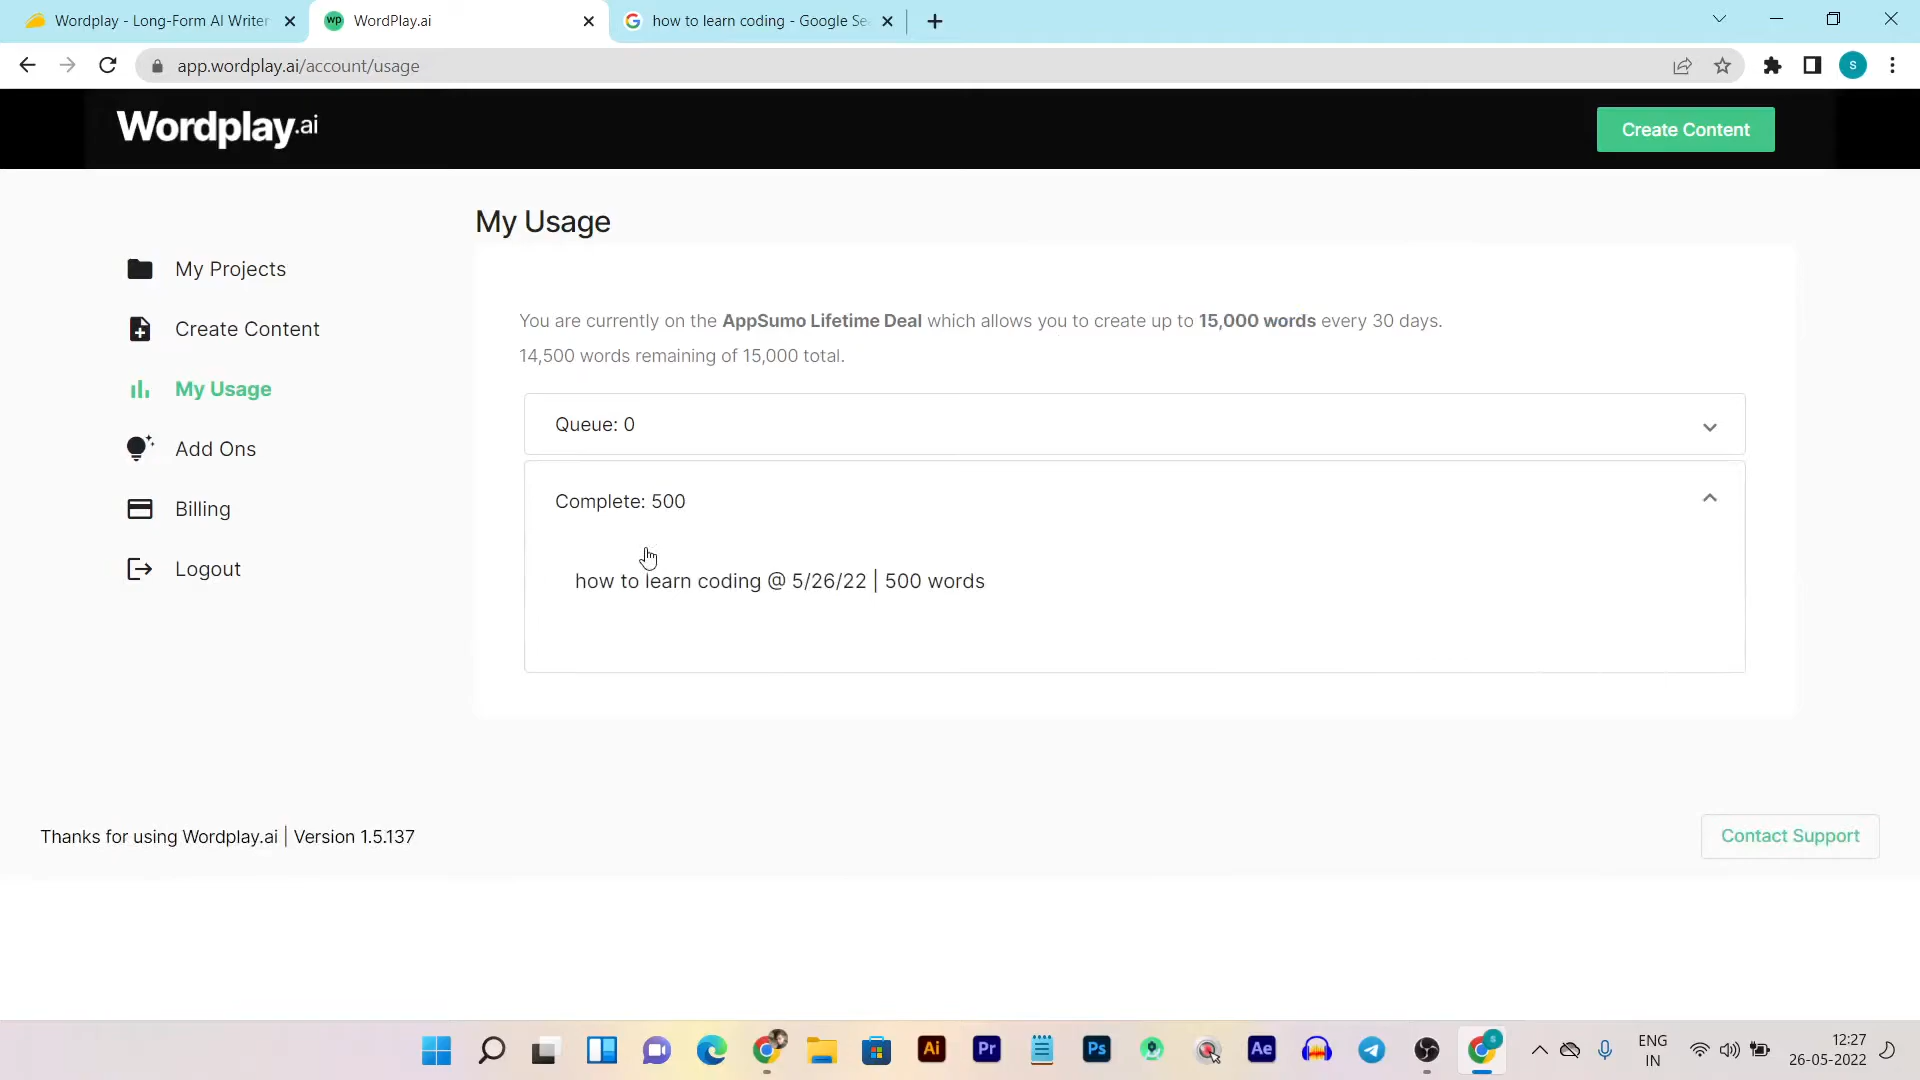 Wordplay - Long-Form AI Writer
WordPlay.ai
how to learn coding - Google Se
app.wordplay.ai/account/usage
S
Wordplay.ai
Create Content
My Usage
My Projects
Create Content
My Usage
Add Ons
Billing
Logout
You are currently on the AppSumo Lifetime Deal which allows you to create up to 15,000 words every 30 days.
14,500 words remaining of 15,000 total.
Queue: 0
Complete: 500
how to learn coding @ 5/26/22 | 500 words
Thanks for using Wordplay.ai | Version 1.5.137
Contact Support
Ai
Pr
Ps
Ae
ENG
IN
12:27
26-05-2022